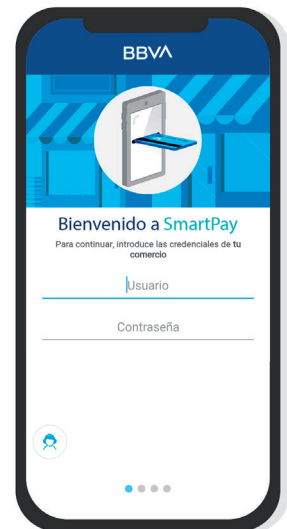 BBVA
Bienvenido a SmartPay
Para continuar, introduce las credenciales de tu
comercio
Usuario
Contraseña